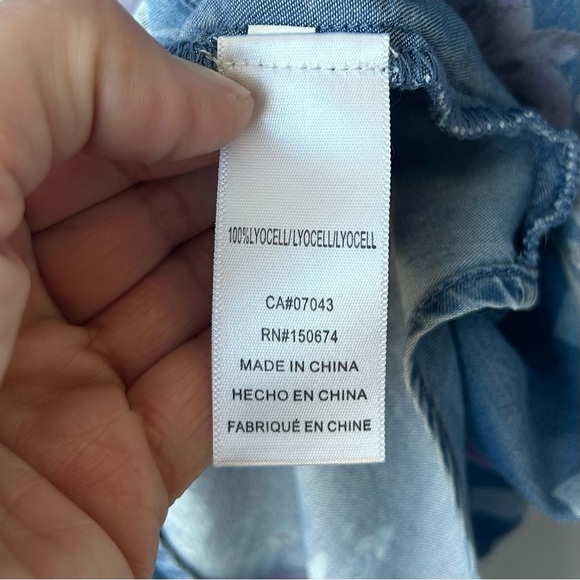 100%LYOCELL/LYOCELL/LYOCELL
CA#07043
RN#150674
MADE IN CHINA
HECHO EN CHINA
FABRIQUÉ EN CHINE